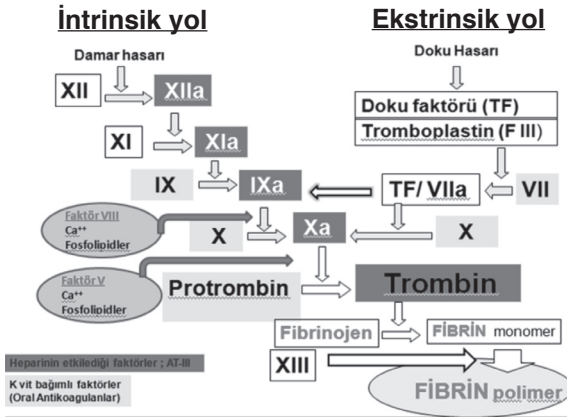 İntrinsik yol
Ekstrinsik yol
Damar hasarı
Doku Hasarı
XII
XIIa
Doku faktörü (TF)
Tromboplastin (F III)
XI
XIa
IX
IXa
TF/ VIIa
VII
Faktör VIII
Ca++
Fosfolipidler
X
Xa
X
Faktör V
Ca++
Fosfolipidler
Protrombin
Trombin
Fibrinojen
FİBRİN monomer
XIII
Heparinin etkilediği faktörler ; AT-III
K vit bağımlı faktörler
(Oral Antikoagulanlar)
FİBRİN polimer